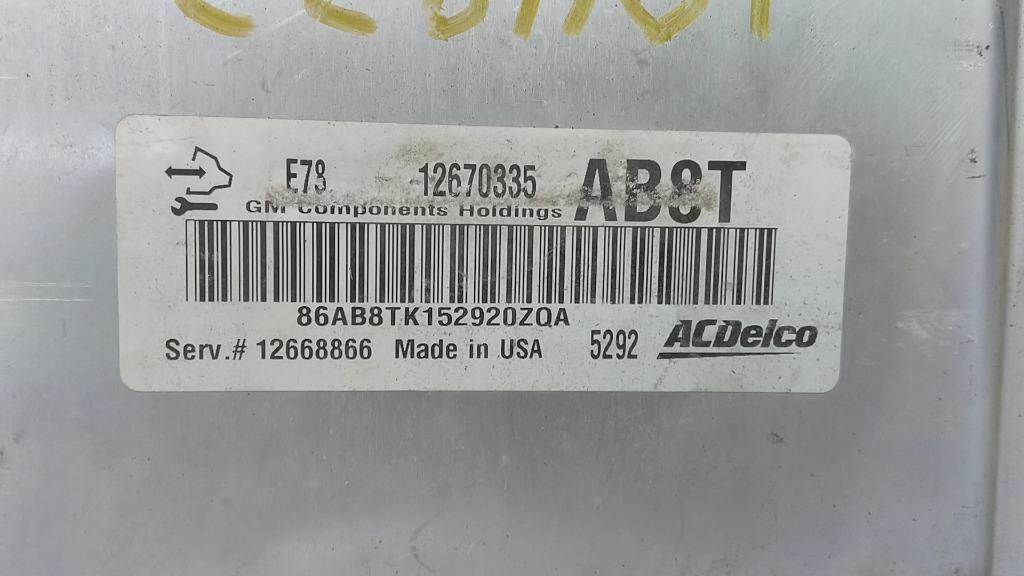 E78 12670335 AB8T
GM Components Holdings
86AB8TK152920ZQA
Serv.# 12668866 Made in USA 5292 ACDelco